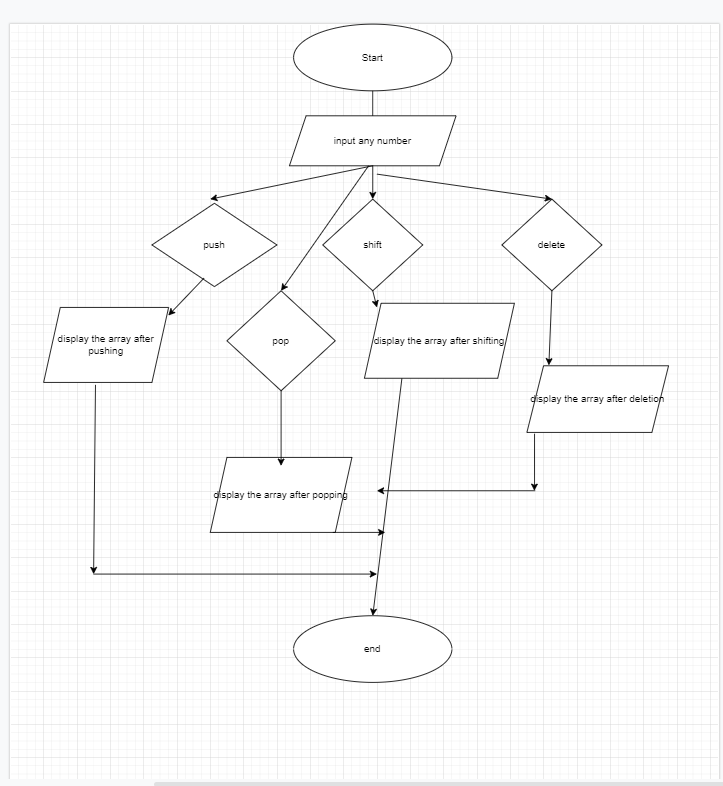 Start
input any number
push
shift
delete
display the array after
pushing
pop
display the array after shifting
display the array after deletion
display the array after popping
end